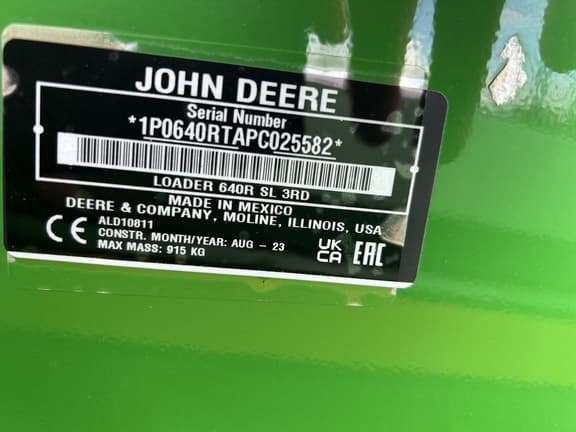 JOHN DEERE
Serial Number
*1P0640RTAPC025582*
LOADER 640R SL 3RD
MADE IN MEXICO
DEERE & COMPANY, MOLINE, ILLINOIS, USA
ALD10811
CE CONSTR. MONTH/YEAR: AUG - 23 UK CA EAC
MAX MASS: 915 KG